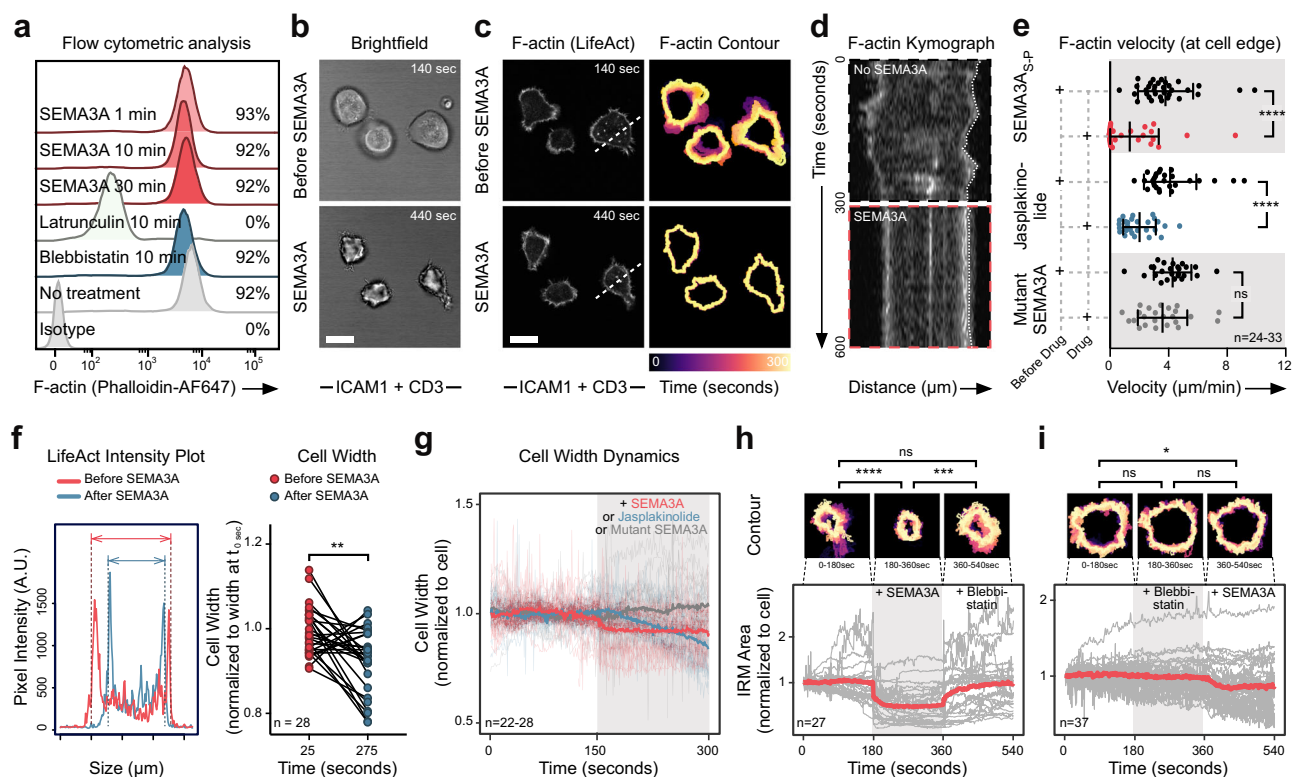 a
Flow cytometric analysis
SEMA3A 1 min 93%
SEMA3A 10 min 92%
SEMA3A 30 min 92%
Latrunculin 10 min 0%
Blebbistatin 10 min 92%
No treatment 92%
Isotype 0%
0 10² 10³ 10⁴ 10⁵
F-actin (Phalloidin-AF647)
b
Brightfield
Before SEMA3A
140 sec
SEMA3A
440 sec
ICAM1 + CD3
c
F-actin (LifeAct) F-actin Contour
Before SEMA3A
140 sec
SEMA3A
440 sec
0 300
ICAM1 + CD3 Time (seconds)
d
F-actin Kymograph
No SEMA3A
SEMA3A
0
300
600
Time (seconds)
Distance (µm)
e
F-actin velocity (at cell edge)
SEMA3A S-P
+
+
****
Jasplakino-
lide
+
+
****
Mutant
SEMA3A
+
+
ns
n=24-33
Before Drug
Drug
0 4 8 12
Velocity (µm/min)
f
LifeAct Intensity Plot
Before SEMA3A
After SEMA3A
Pixel Intensity (A.U.)
1500
1000
500
0
Size (µm)
Cell Width
Before SEMA3A
After SEMA3A
**
Cell Width
(normalized to width at t 0 sec)
1.2
1.0
0.8
n = 28
25 275
Time (seconds)
g
Cell Width Dynamics
+ SEMA3A
or Jasplakinolide
or Mutant SEMA3A
Cell Width
(normalized to cell)
1.5
1.0
0.5
n=22-28
0 150 300
Time (seconds)
h
ns
**** ***
Contour
0-180sec 180-360sec 360-540sec
+ SEMA3A + Blebbi-
statin
IRM Area
(normalized to cell)
2
1
0
n=27
0 180 360 540
Time (seconds)
i
*
ns ns
0-180sec 180-360sec 360-540sec
+ Blebbi-
statin
+ SEMA3A
2
1
0
n=37
0 180 360 540
Time (seconds)